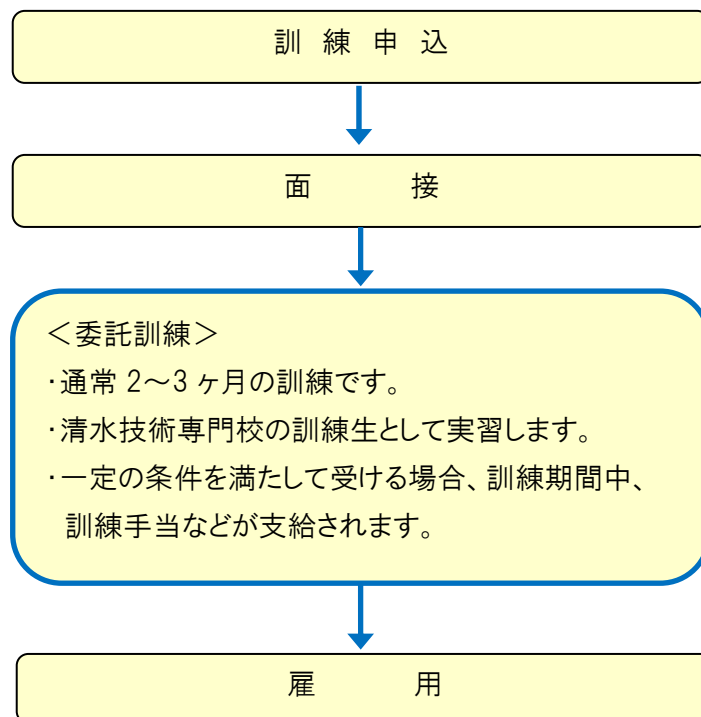 訓 練 申 込
面 接
＜委託訓練＞
・通常 2～3 ヶ月の訓練です。
・清水技術専門校の訓練生として実習します。
・一定の条件を満たして受ける場合、訓練期間中、
訓練手当などが支給されます。
雇 用